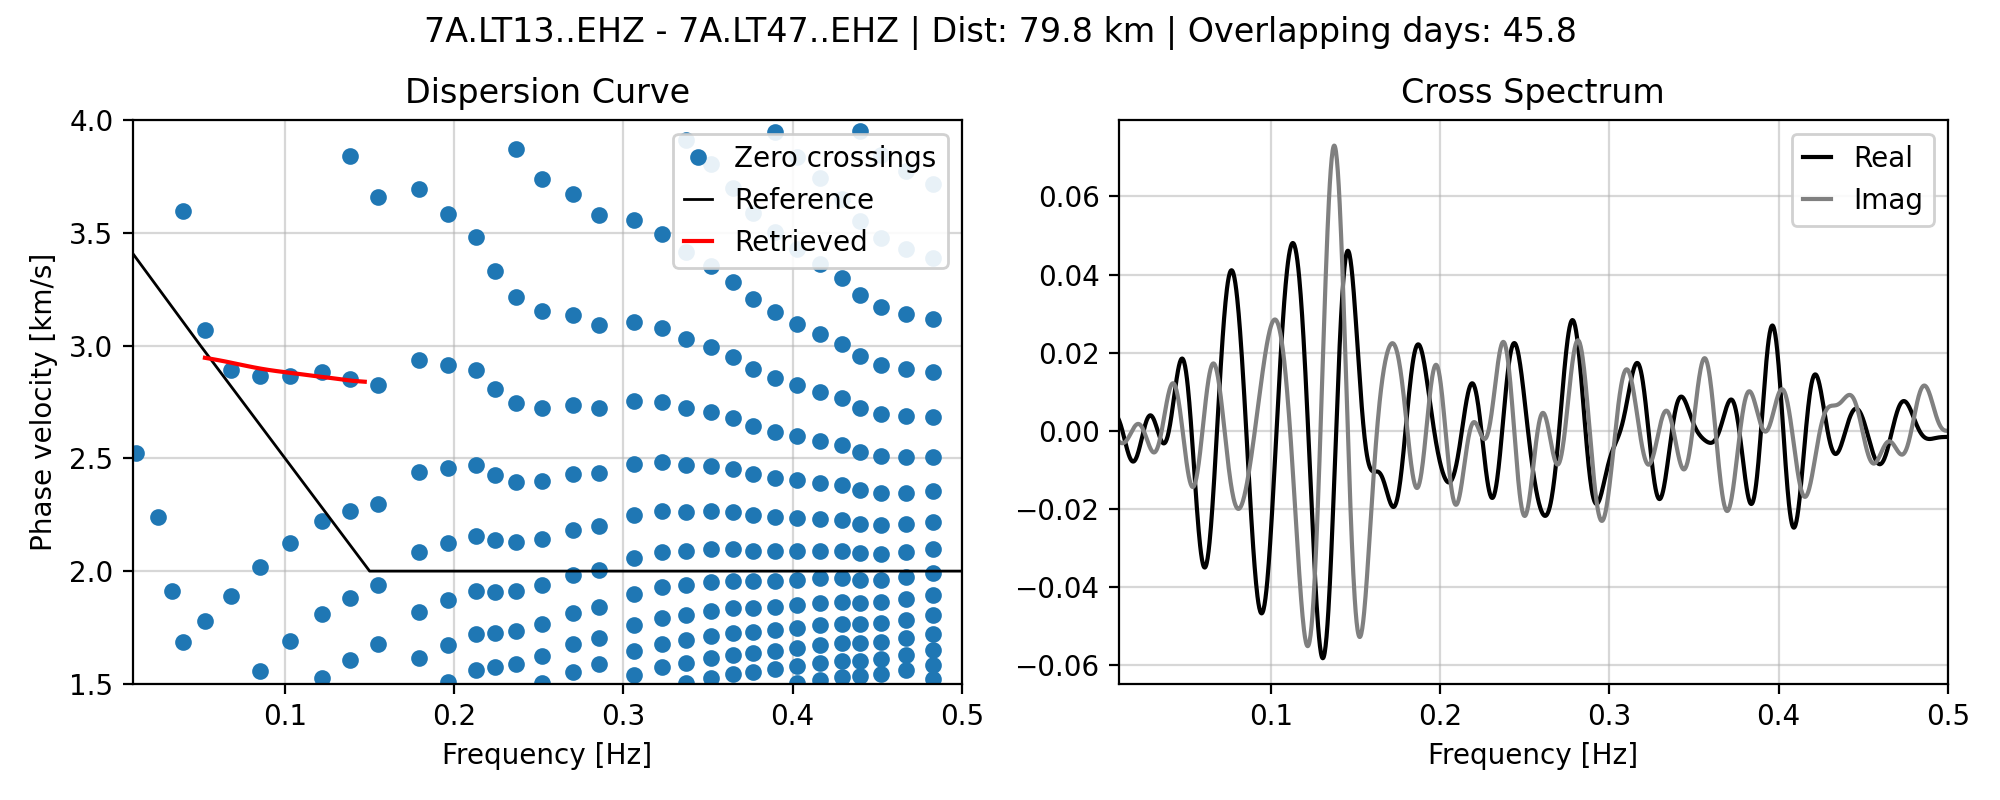 7A.LT13..EHZ - 7A.LT47..EHZ | Dist: 79.8 km | Overlapping days: 45.8
Dispersion Curve
4.0
3.5
3.0
2.5
2.0
1.5
Phase velocity [km/s]
Zero crossings
Reference
Retrieved
0.1
0.2
0.3
0.4
0.5
Frequency [Hz]
Cross Spectrum
0.06
0.04
0.02
0.00
−0.02
−0.04
−0.06
Real
Imag
0.1
0.2
0.3
0.4
0.5
Frequency [Hz]